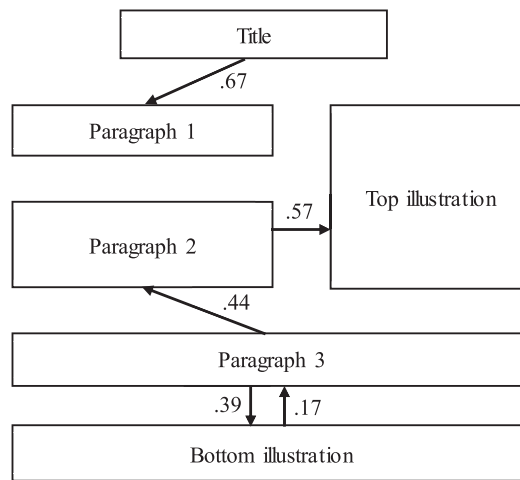 Title
.67
Paragraph 1
Top illustration
.57
Paragraph 2
.44
Paragraph 3
.39
.17
Bottom illustration